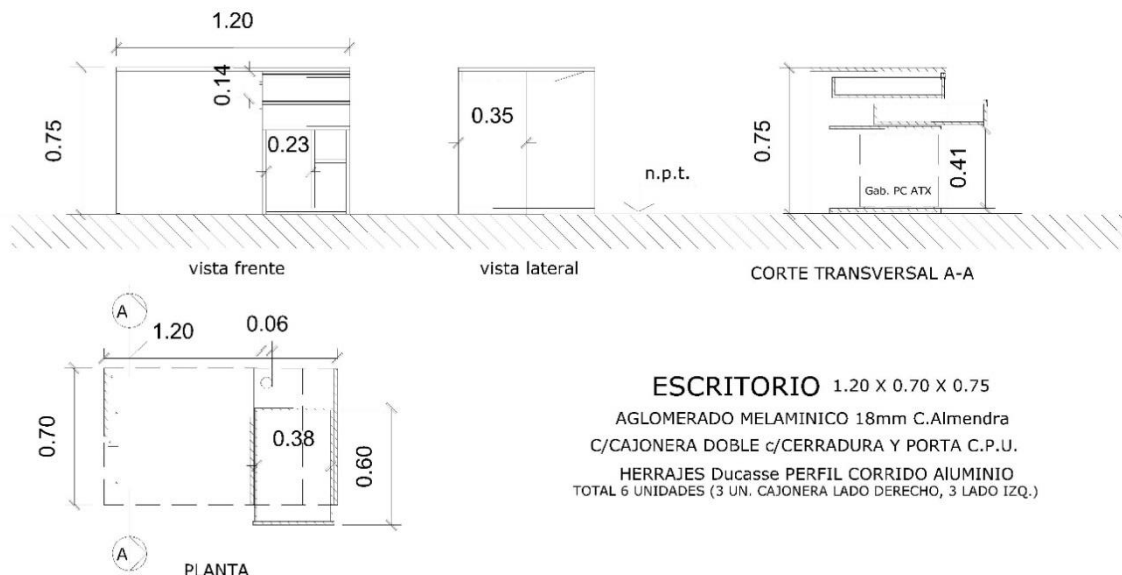 1.20
0.14
0.75
0.23
vista frente
0.35
vista lateral
n.p.t.
0.75
0.41
Gab. PC ATX
CORTE TRANSVERSAL A-A
A
1.20
0.06
0.70
0.38
0.60
A
PLANTA
ESCRITORIO 1.20 X 0.70 X 0.75
AGLOMERADO MELAMINICO 18mm C.Almendra
C/CAJONERA DOBLE c/CERRADURA Y PORTA C.P.U.
HERRAJES Ducasse PERFIL CORRIDO AlUMINIO
TOTAL 6 UNIDADES (3 UN. CAJONERA LADO DERECHO, 3 LADO IZQ.)